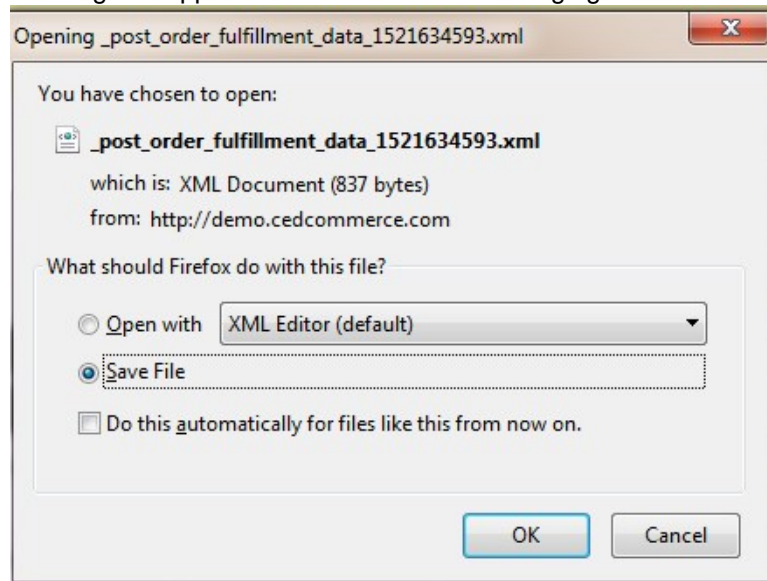 Opening _post_order_fulfillment_data_1521634593.xml
x
You have chosen to open:
_post_order_fulfillment_data_1521634593.xml
which is: XML Document (837 bytes)
from: http://demo.cedcommerce.com
What should Firefox do with this file?
Open with XML Editor (default)
Save File
Do this automatically for files like this from now on.
OK Cancel